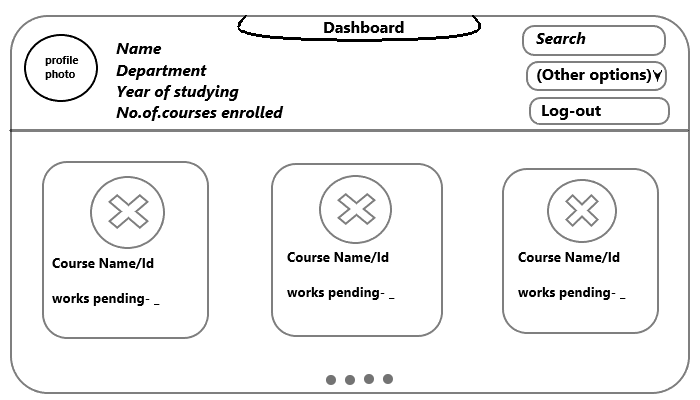 Dashboard
profile
photo
Name
Department
Year of studying
No.of.courses enrolled
Search
(Other options)
Log-out
Course Name/Id
works pending- _
Course Name/Id
works pending- _
Course Name/Id
works pending- _